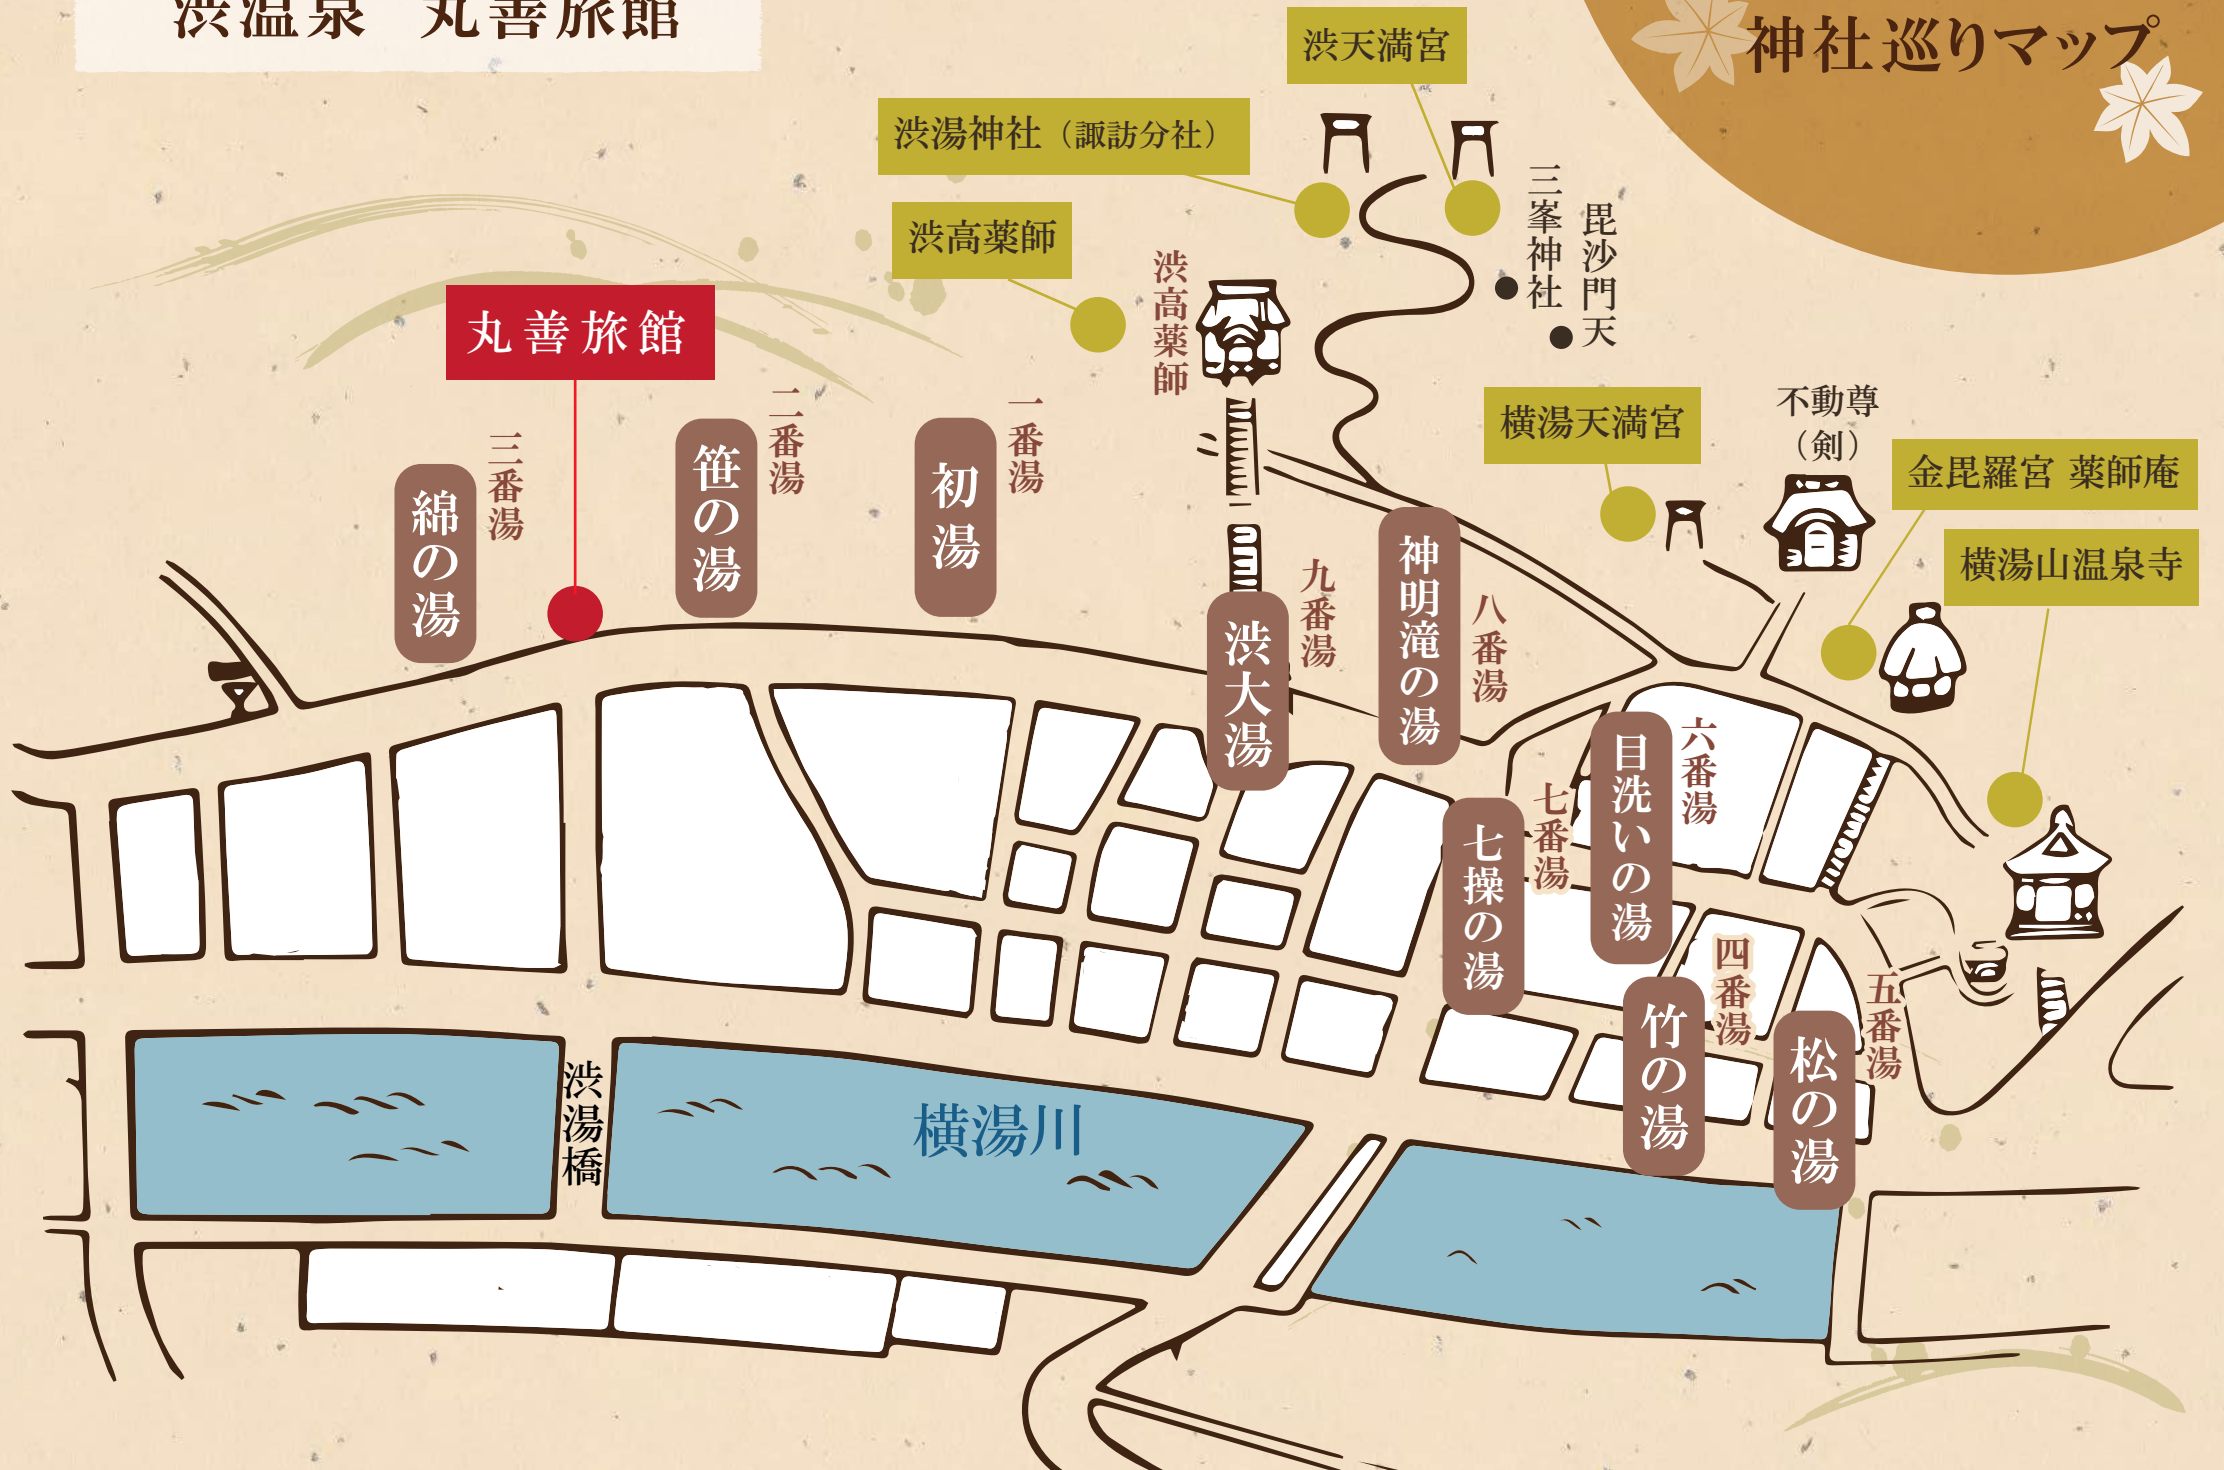 渋温泉 丸善旅館
神社巡りマップ
渋天満宮
渋湯神社（諏訪分社）
渋高薬師
三峯神社
毘沙門天
渋高薬師
丸善旅館
横湯天満宮
不動尊
（剣）
金毘羅宮 薬師庵
横湯山温泉寺
一番湯
初湯
二番湯
笹の湯
三番湯
綿の湯
九番湯
渋大湯
八番湯
神明滝の湯
七番湯
七操の湯
六番湯
目洗いの湯
四番湯
竹の湯
五番湯
松の湯
渋湯橋
横湯川